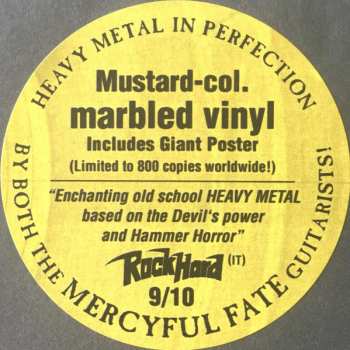 HEAVY METAL IN PERFECTION
Mustard-col.
marbled vinyl
Includes Giant Poster
(Limited to 800 copies worldwide!)
"Enchanting old school HEAVY METAL
based on the Devil's power
and Hammer Horror"
RockHard (IT)
9/10
BY BOTH THE MERCYFUL FATE GUITARISTS!